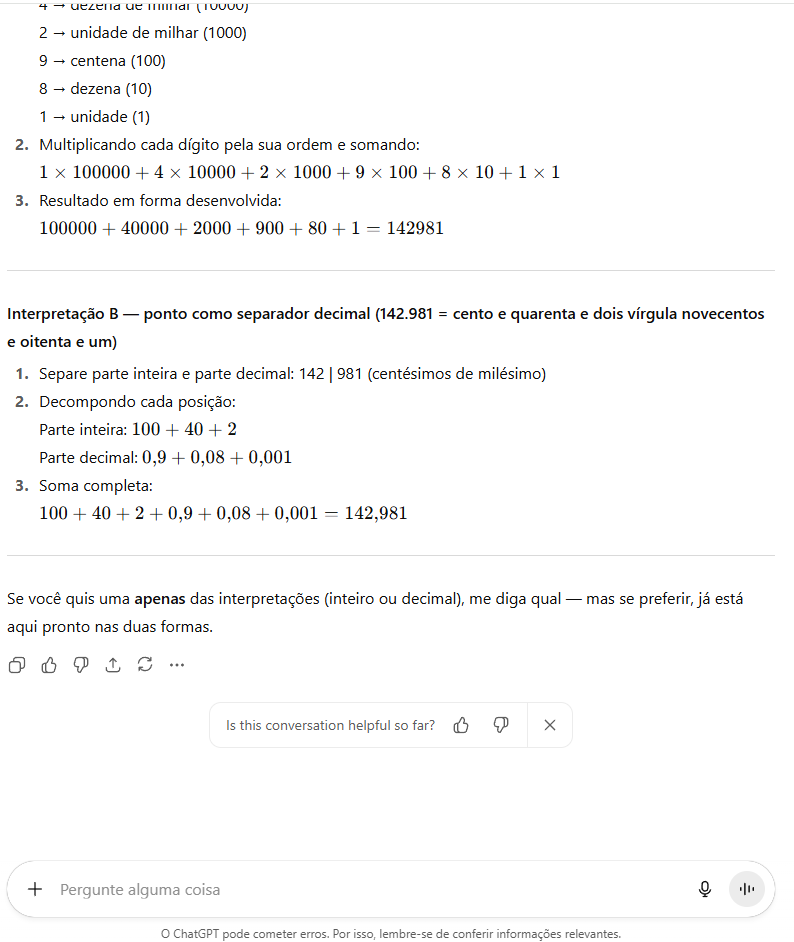 4 → dezena de milhar (10000)
2 → unidade de milhar (1000)
9 → centena (100)
8 → dezena (10)
1 → unidade (1)
2. Multiplicando cada dígito pela sua ordem e somando:
1 × 100000 + 4 × 10000 + 2 × 1000 + 9 × 100 + 8 × 10 + 1 × 1
3. Resultado em forma desenvolvida:
100000 + 40000 + 2000 + 900 + 80 + 1 = 142981
Interpretação B — ponto como separador decimal (142.981 = cento e quarenta e dois vírgula novecentos
e oitenta e um)
1. Separe parte inteira e parte decimal: 142 | 981 (centésimos de milésimo)
2. Decompondo cada posição:
Parte inteira: 100 + 40 + 2
Parte decimal: 0,9 + 0,08 + 0,001
3. Soma completa:
100 + 40 + 2 + 0,9 + 0,08 + 0,001 = 142,981
Se você quis uma apenas das interpretações (inteiro ou decimal), me diga qual — mas se preferir, já está
aqui pronto nas duas formas.
Is this conversation helpful so far?
Pergunte alguma coisa
O ChatGPT pode cometer erros. Por isso, lembre-se de conferir informações relevantes.